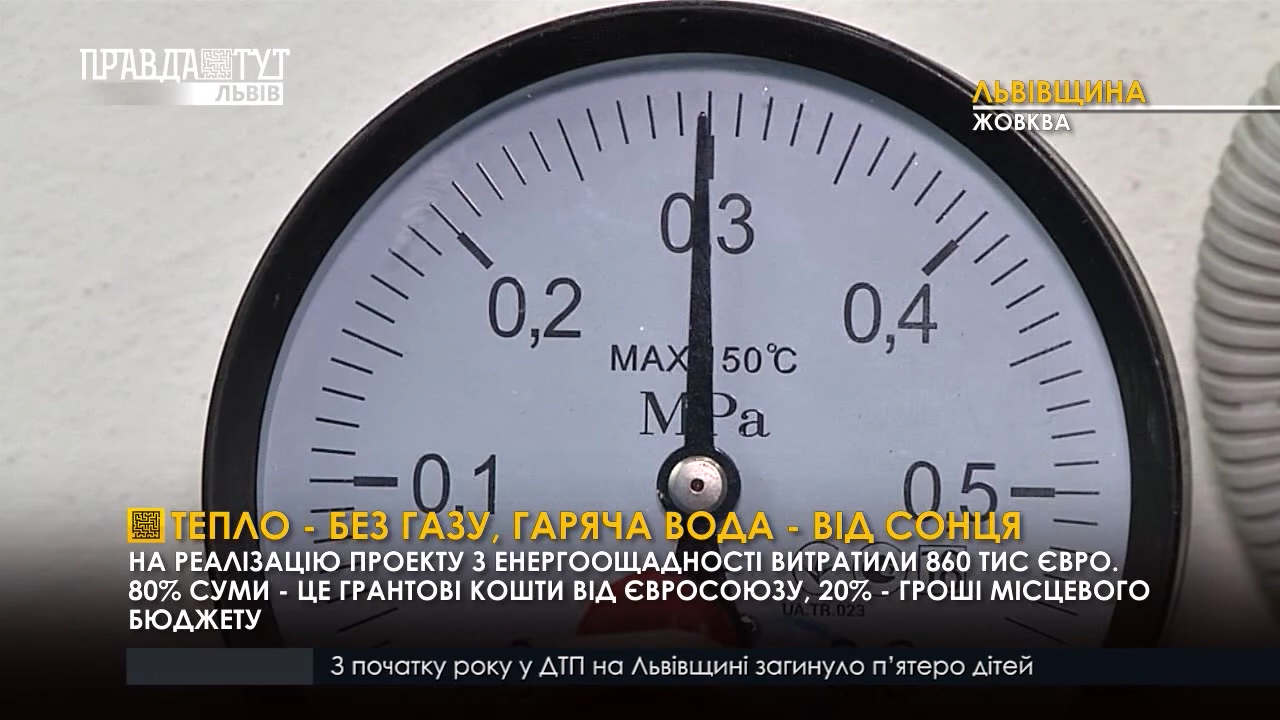 ПРАВДА ТУТ
ЛЬВІВ
ЛЬВІВЩИНА
ЖОВКВА
0,3
0,2
0,4
MAX 150°C
MPa
0,1
0,5
ТЕПЛО - БЕЗ ГАЗУ, ГАРЯЧА ВОДА - ВІД СОНЦЯ
НА РЕАЛІЗАЦІЮ ПРОЕКТУ З ЕНЕРГООЩАДНОСТІ ВИТРАТИЛИ 860 ТИС ЄВРО.
80% СУМИ - ЦЕ ГРАНТОВІ КОШТИ ВІД ЄВРОСОЮЗУ, 20% - ГРОШІ МІСЦЕВОГО
БЮДЖЕТУ
UA.TR.023
З початку року у ДТП на Львівщині загинуло п'ятеро дітей